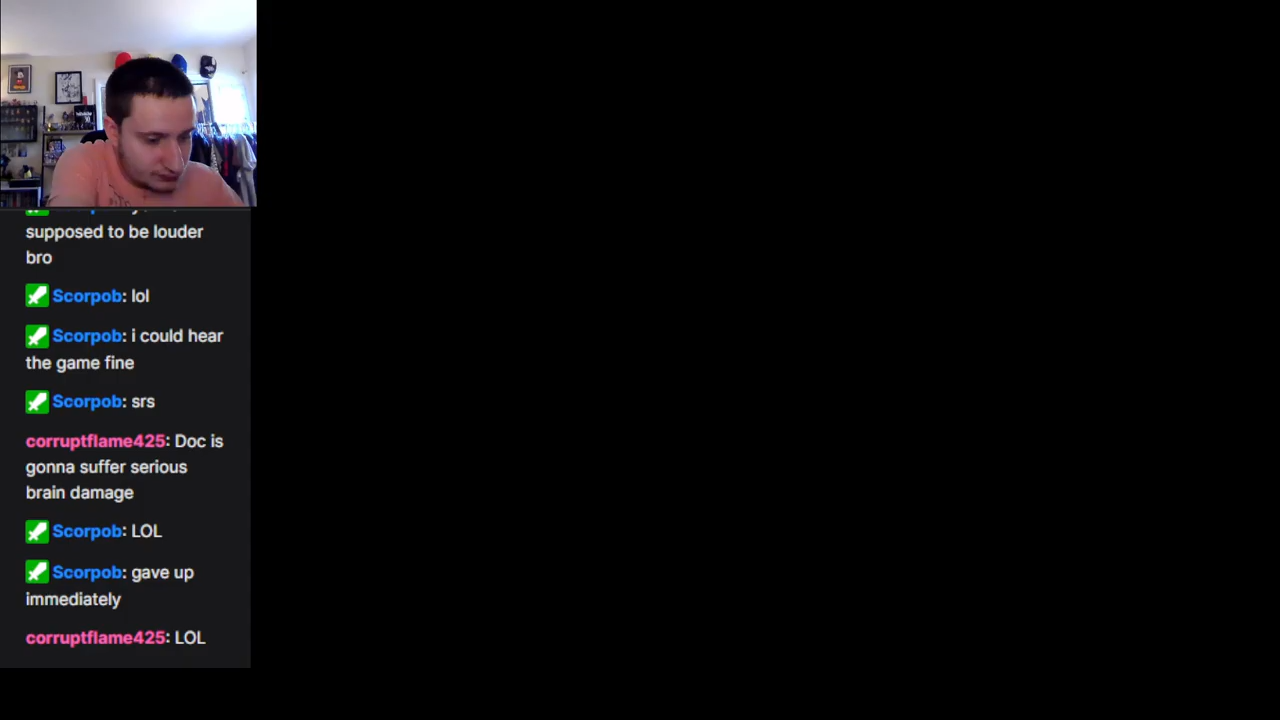 supposed to be louder
bro
Scorpob: lol
Scorpob: i could hear
the game fine
Scorpob: srs
corruptflame425: Doc is
gonna suffer serious
brain damage
Scorpob: LOL
Scorpob: gave up
immediately
corruptflame425: LOL